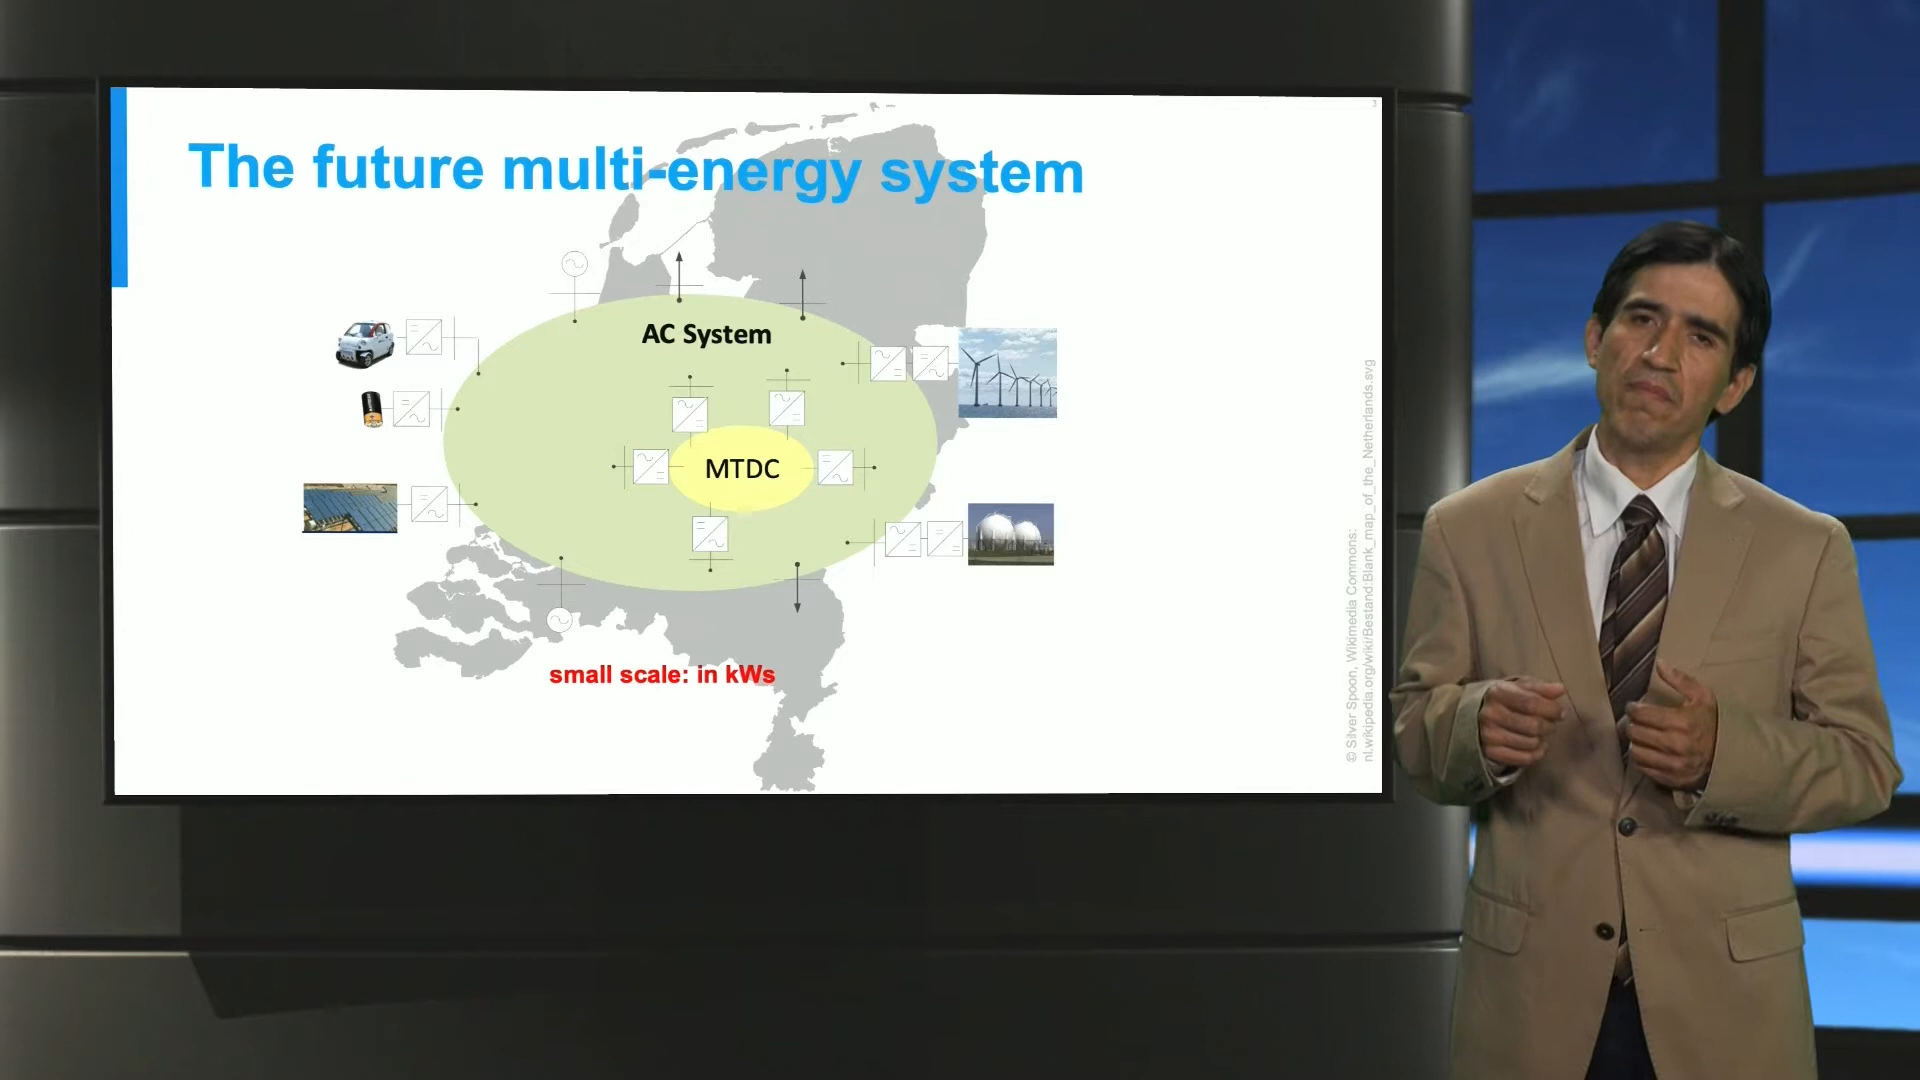 3
The future multi-energy system
AC System
MTDC
small scale: in kWs
© Silver Spoon, Wikimedia Commons:
nl.wikipedia.org/wiki/Bestand:Blank_map_of_the_Netherlands.svg